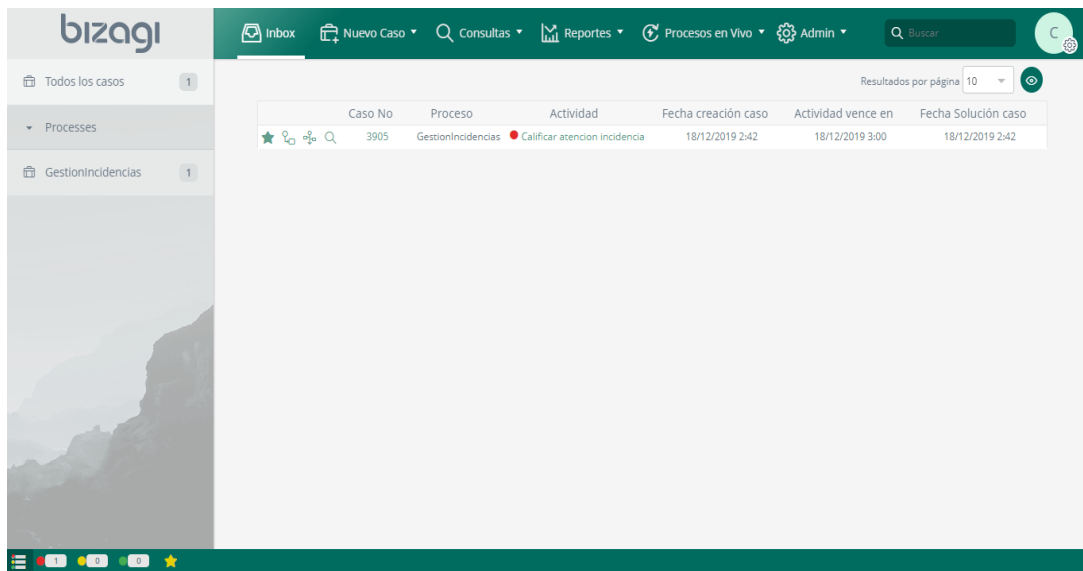 bizagi
Inbox Nuevo Caso Consultas Reportes Procesos en Vivo Admin Buscar C
Todos los casos 1
Resultados por página 10
Processes
Caso No Proceso Actividad Fecha creación caso Actividad vence en Fecha Solución caso
3905 GestionIncidencias Calificar atencion incidencia 18/12/2019 2:42 18/12/2019 3:00 18/12/2019 2:42
GestionIncidencias 1
1 0 0